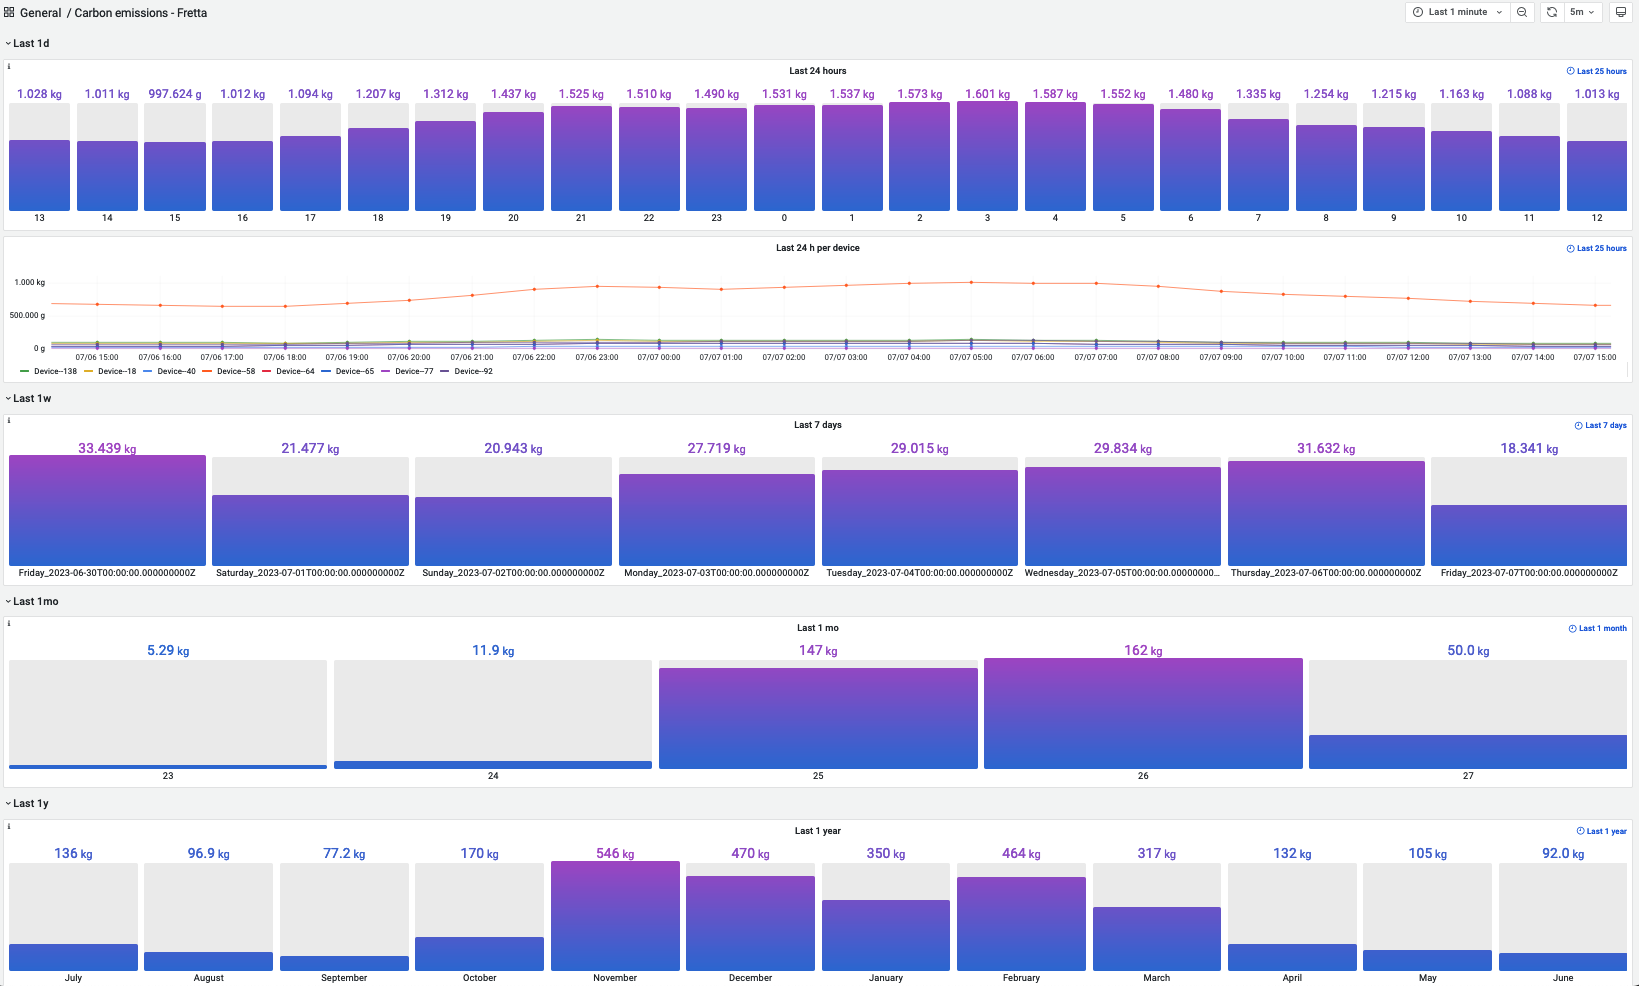 General / Carbon emissions - Fretta
Last 1 minute
5m
Last 1d
Last 24 hours
Last 25 hours
1.028 kg 1.011 kg 997.624 g 1.012 kg 1.094 kg 1.207 kg 1.312 kg 1.437 kg 1.525 kg 1.510 kg 1.490 kg 1.531 kg 1.537 kg 1.573 kg 1.601 kg 1.587 kg 1.552 kg 1.480 kg 1.335 kg 1.254 kg 1.215 kg 1.163 kg 1.088 kg 1.013 kg
13 14 15 16 17 18 19 20 21 22 23 0 1 2 3 4 5 6 7 8 9 10 11 12
Last 24 h per device
Last 25 hours
1.000 kg
500.000 g
0 g
07/06 15:00 07/06 16:00 07/06 17:00 07/06 18:00 07/06 19:00 07/06 20:00 07/06 21:00 07/06 22:00 07/06 23:00 07/07 00:00 07/07 01:00 07/07 02:00 07/07 03:00 07/07 04:00 07/07 05:00 07/07 06:00 07/07 07:00 07/07 08:00 07/07 09:00 07/07 10:00 07/07 11:00 07/07 12:00 07/07 13:00 07/07 14:00 07/07 15:00
Device--138 Device--18 Device--40 Device--58 Device--64 Device--65 Device--77 Device--92
Last 1w
Last 7 days
Last 7 days
33.439 kg 21.477 kg 20.943 kg 27.719 kg 29.015 kg 29.834 kg 31.632 kg 18.341 kg
Friday_2023-06-30T00:00:00.000000000Z Saturday_2023-07-01T00:00:00.000000000Z Sunday_2023-07-02T00:00:00.000000000Z Monday_2023-07-03T00:00:00.000000000Z Tuesday_2023-07-04T00:00:00.000000000Z Wednesday_2023-07-05T00:00:00.00000000... Thursday_2023-07-06T00:00:00.000000000Z Friday_2023-07-07T00:00:00.000000000Z
Last 1mo
Last 1 mo
Last 1 month
5.29 kg 11.9 kg 147 kg 162 kg 50.0 kg
23 24 25 26 27
Last 1y
Last 1 year
Last 1 year
136 kg 96.9 kg 77.2 kg 170 kg 546 kg 470 kg 350 kg 464 kg 317 kg 132 kg 105 kg 92.0 kg
July August September October November December January February March April May June